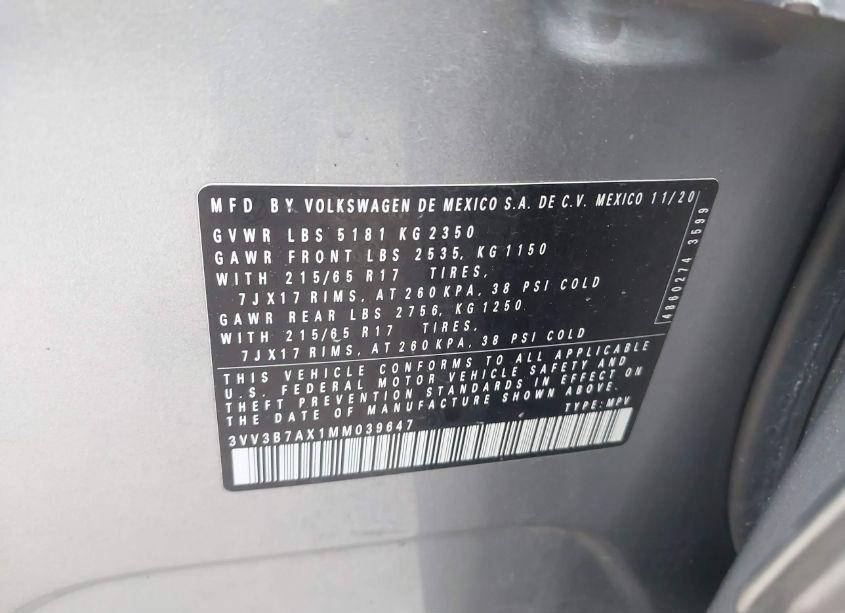 MFD BY VOLKSWAGEN DE MEXICO S.A. DE C.V. MEXICO 11/20
GVWR LBS 5181 KG 2350
GAWR FRONT LBS 2535, KG 1150
WITH 215/65 R17 TIRES,
7JX17 RIMS, AT 260 KPA, 38 PSI COLD
GAWR REAR LBS 2756, KG 1250
WITH 215/65 R17 TIRES,
7JX17 RIMS, AT 260KPA, 38 PSI COLD
THIS VEHICLE CONFORMS TO ALL APPLICABLE
U.S. FEDERAL MOTOR VEHICLE SAFETY AND
THEFT PREVENTION STANDARDS IN EFFECT ON
THE DATE OF MANUFACTURE SHOWN ABOVE.
TYPE: MPV
3VV3B7AX1MM039647
4860274 3599